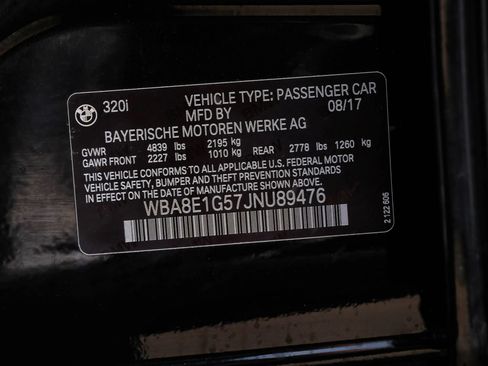 320i VEHICLE TYPE: PASSENGER CAR
MFD BY 08/17
BAYERISCHE MOTOREN WERKE AG
GVWR 4839 lbs 2195 kg
GAWR FRONT 2227 lbs 1010 kg REAR 2778 lbs 1260 kg
THIS VEHICLE CONFORMS TO ALL APPLICABLE U.S. FEDERAL MOTOR
VEHICLE SAFETY, BUMPER AND THEFT PREVENTION STANDARDS
IN EFFECT ON THE DATE OF MANUFACTURE SHOWN ABOVE.
WBA8E1G57JNU89476
2 122 606